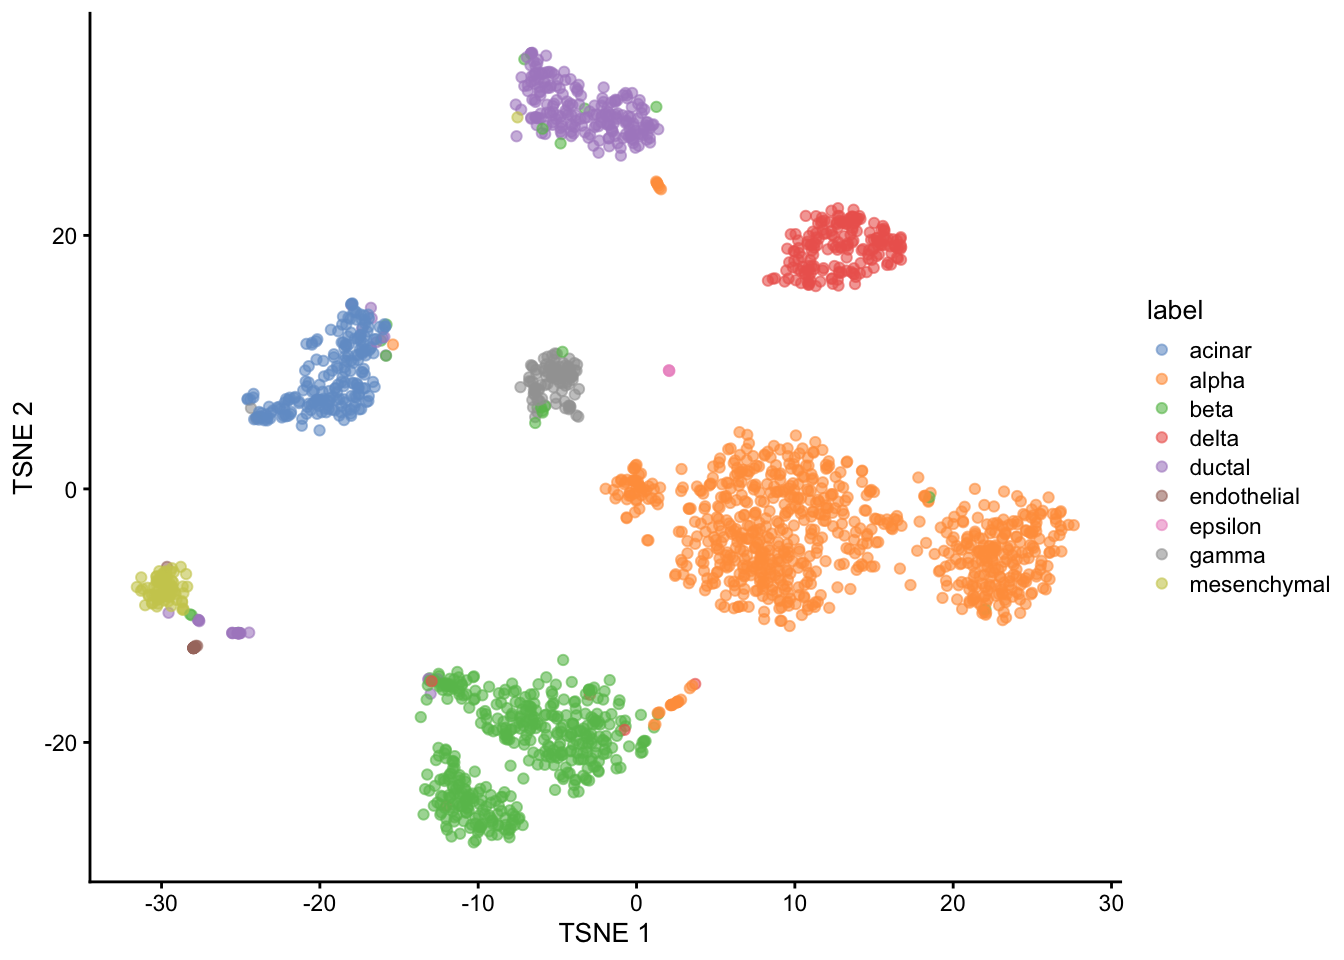 20
0
-20
TSNE 2
-30
-20
-10
0
10
20
30
TSNE 1
label
acinar
alpha
beta
delta
ductal
endothelial
epsilon
gamma
mesenchymal